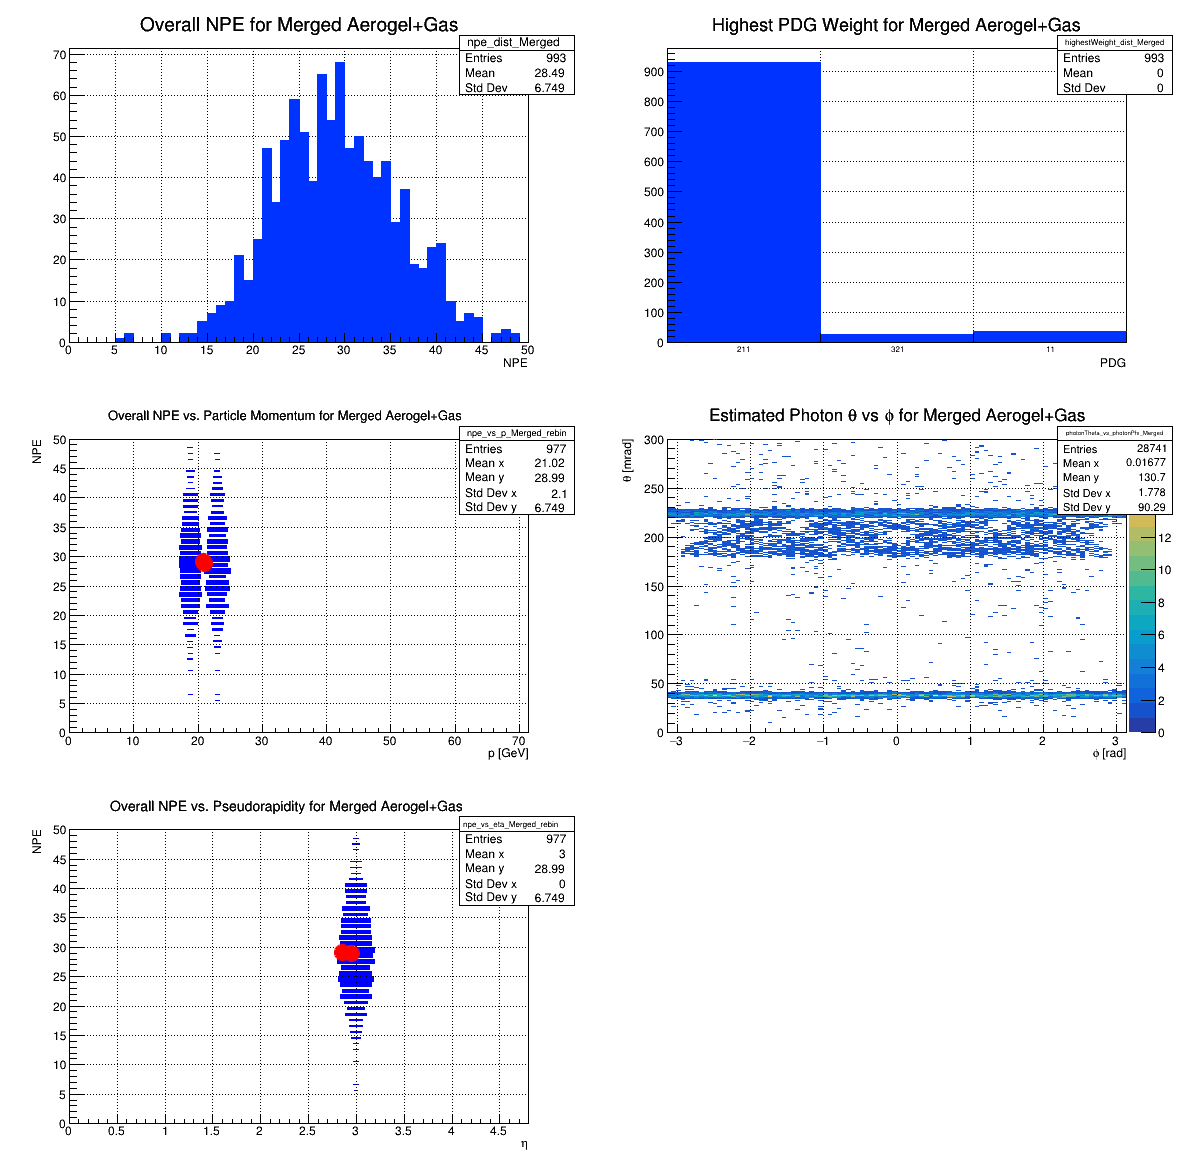 Overall NPE for Merged Aerogel+Gas
npe_dist_Merged
Entries 993
Mean 28.49
Std Dev 6.749
70
60
50
40
30
20
10
0
0 5 10 15 20 25 30 35 40 45 50
NPE
Highest PDG Weight for Merged Aerogel+Gas
highestWeight_dist_Merged
Entries 993
Mean 0
Std Dev 0
900
800
700
600
500
400
300
200
100
0
211 321 11
PDG
Overall NPE vs. Particle Momentum for Merged Aerogel+Gas
NPE
npe_vs_p_Merged_rebin
Entries 977
Mean x 21.02
Mean y 28.99
Std Dev x 2.1
Std Dev y 6.749
50
45
40
35
30
25
20
15
10
5
0
0 10 20 30 40 50 60 70
p [GeV]
Estimated Photon θ vs ϕ for Merged Aerogel+Gas
θ [mrad]
photonTheta_vs_photonPhi_Merged
Entries 28741
Mean x 0.01677
Mean y 130.7
Std Dev x 1.778
Std Dev y 90.29
300
250
200
150
100
50
0
−3 −2 −1 0 1 2 3
ϕ [rad]
12
10
8
6
4
2
0
Overall NPE vs. Pseudorapidity for Merged Aerogel+Gas
NPE
npe_vs_eta_Merged_rebin
Entries 977
Mean x 3
Mean y 28.99
Std Dev x 0
Std Dev y 6.749
50
45
40
35
30
25
20
15
10
5
0
0 0.5 1 1.5 2 2.5 3 3.5 4 4.5
η